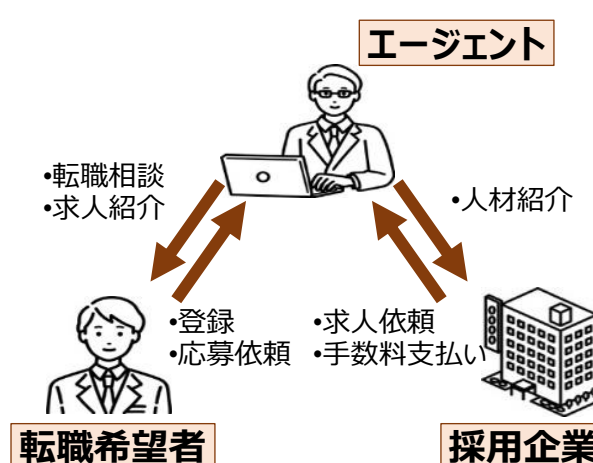 エージェント
•転職相談
•求人紹介
•人材紹介
•登録
•応募依頼
•求人依頼
•手数料支払い
転職希望者
採用企業